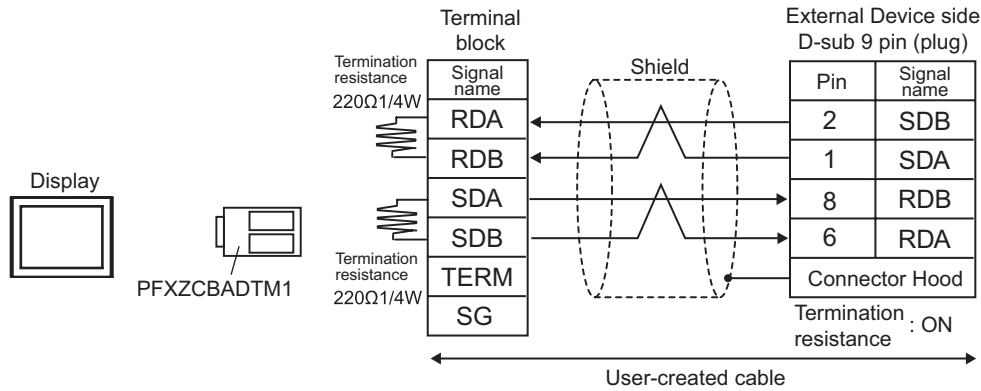 Display
PFXZCBADTM1
Terminal
block
Termination
resistance
220Ω1/4W
Signal
name
RDA
RDB
SDA
SDB
TERM
SG
Termination
resistance
220Ω1/4W
Shield
External Device side
D-sub 9 pin (plug)
Pin
Signal
name
2
SDB
1
SDA
8
RDB
6
RDA
Connector Hood
Termination
resistance
: ON
User-created cable